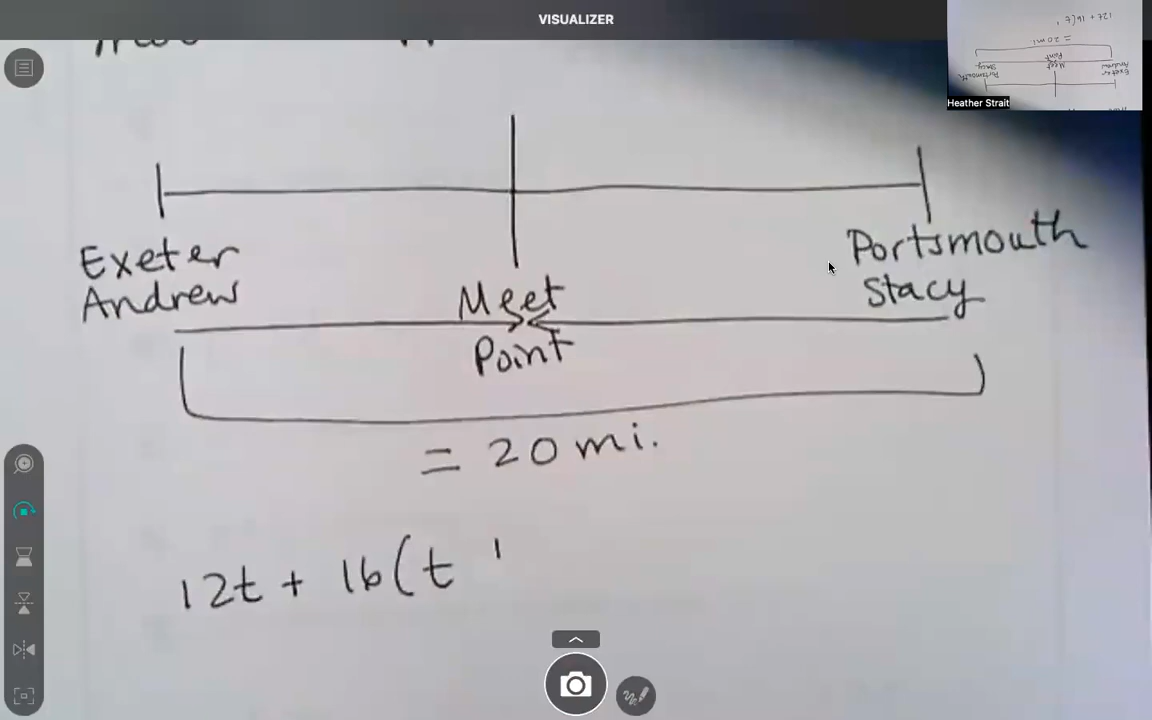 VISUALIZER
Heather Strait
Exeter
Andrew
Meet
Point
Portsmouth
Stacy
= 20 mi.
12t + 16(t